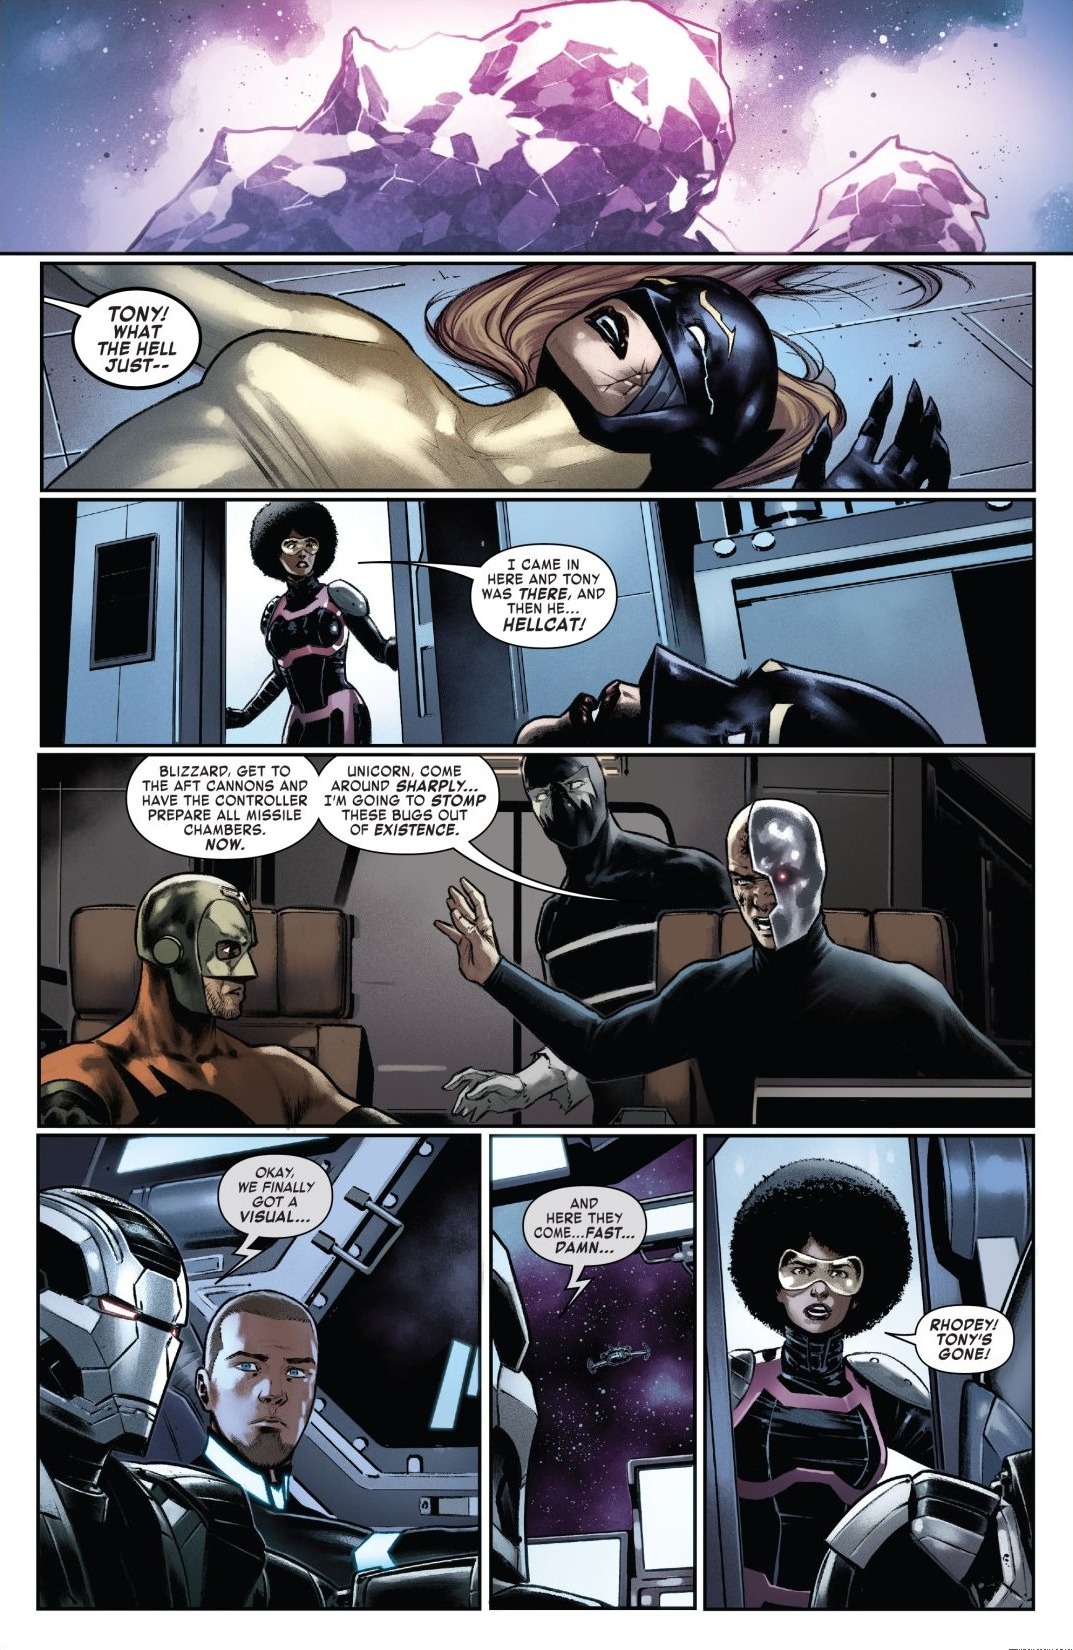 TONY!
WHAT
THE HELL
JUST--
I CAME IN
HERE AND TONY
WAS THERE, AND
THEN HE...
HELLCAT!
BLIZZARD, GET TO
THE AFT CANNONS AND
HAVE THE CONTROLLER
PREPARE ALL MISSILE
CHAMBERS.
NOW.
UNICORN, COME
AROUND SHARPLY...
I'M GOING TO STOMP
THESE BUGS OUT
OF EXISTENCE.
OKAY,
WE FINALLY
GOT A
VISUAL...
AND
HERE THEY
COME...FAST...
DAMN...
RHODEY!
TONY'S
GONE!